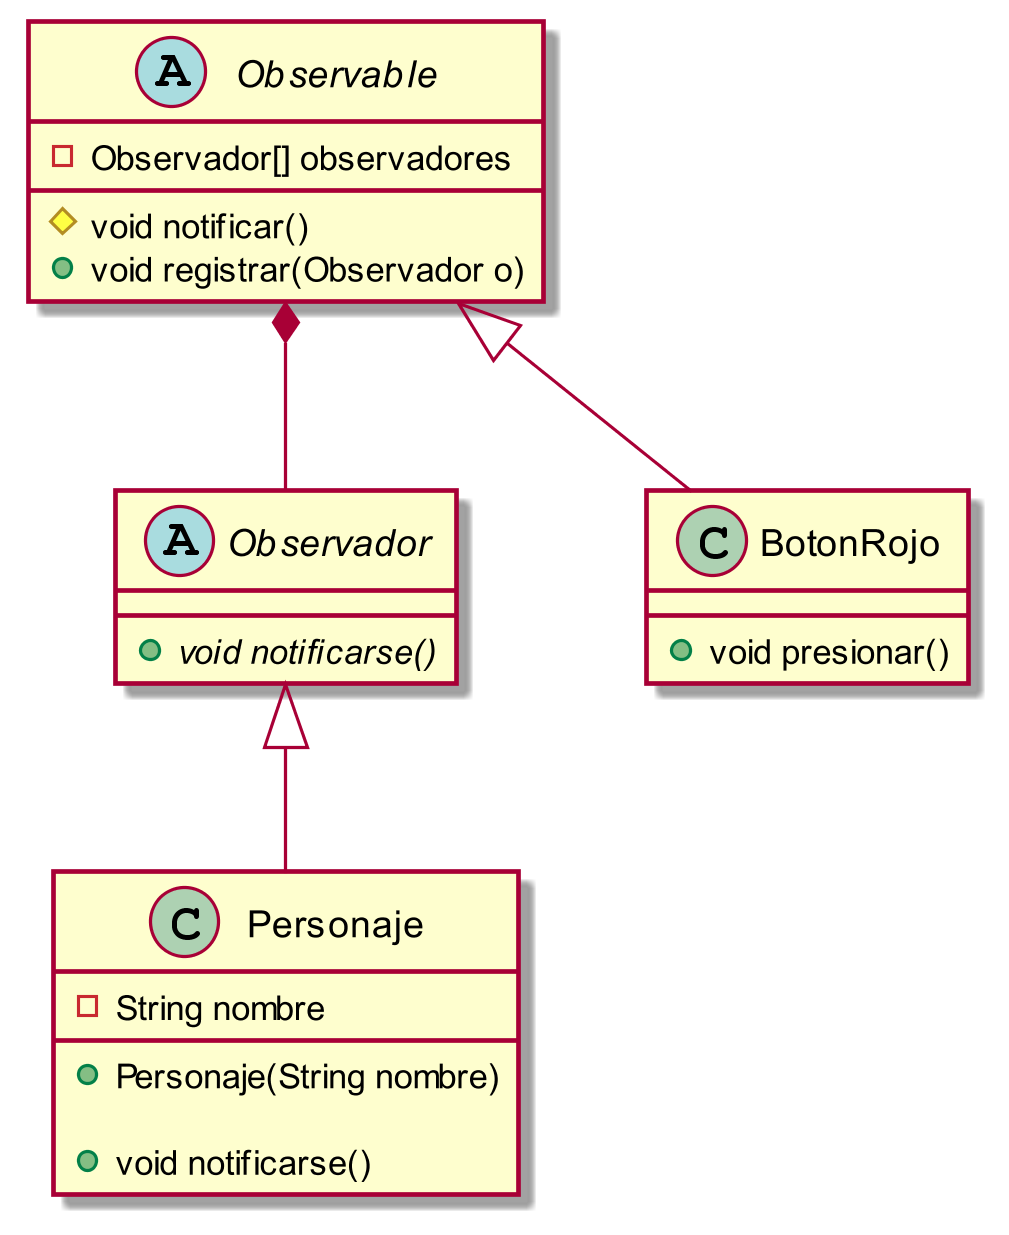 A Observable
Observador[] observadores
void notificar()
void registrar(Observador o)
A Observador
void notificarse()
C BotonRojo
void presionar()
C Personaje
String nombre
Personaje(String nombre)
void notificarse()